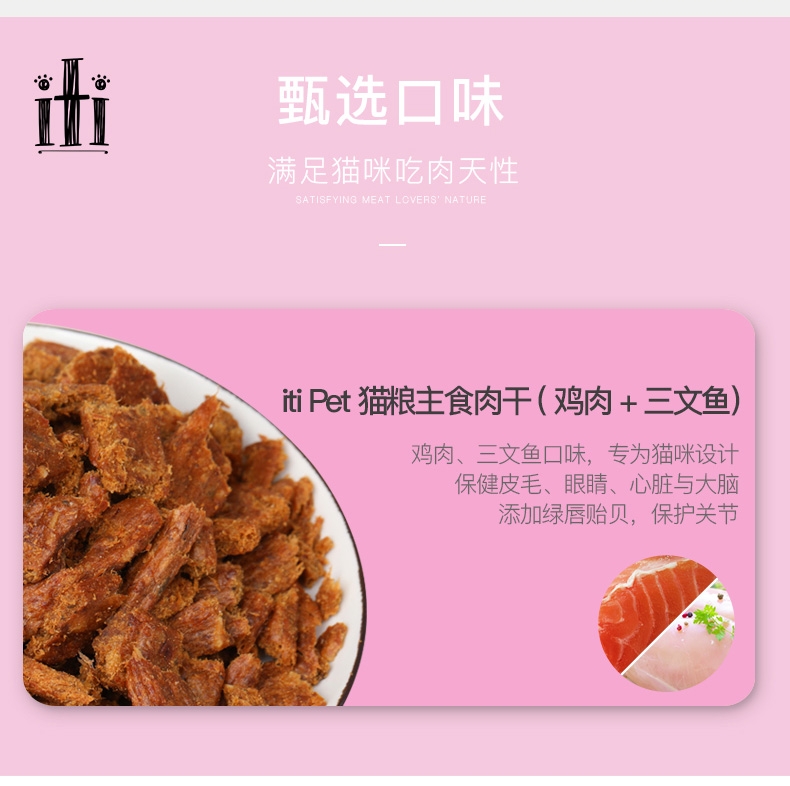 iti
甄选口味
满足猫咪吃肉天性
SATISFYING MEAT LOVERS' NATURE
iti Pet 猫粮主食肉干 ( 鸡肉 + 三文鱼)
鸡肉、三文鱼口味，专为猫咪设计
保健皮毛、眼睛、心脏与大脑
添加绿唇贻贝，保护关节